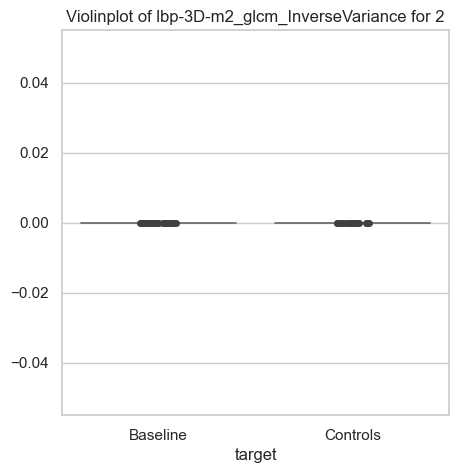 Violinplot of lbp-3D-m2_glcm_InverseVariance for 2
0.04
0.02
0.00
−0.02
−0.04
Baseline Controls
target